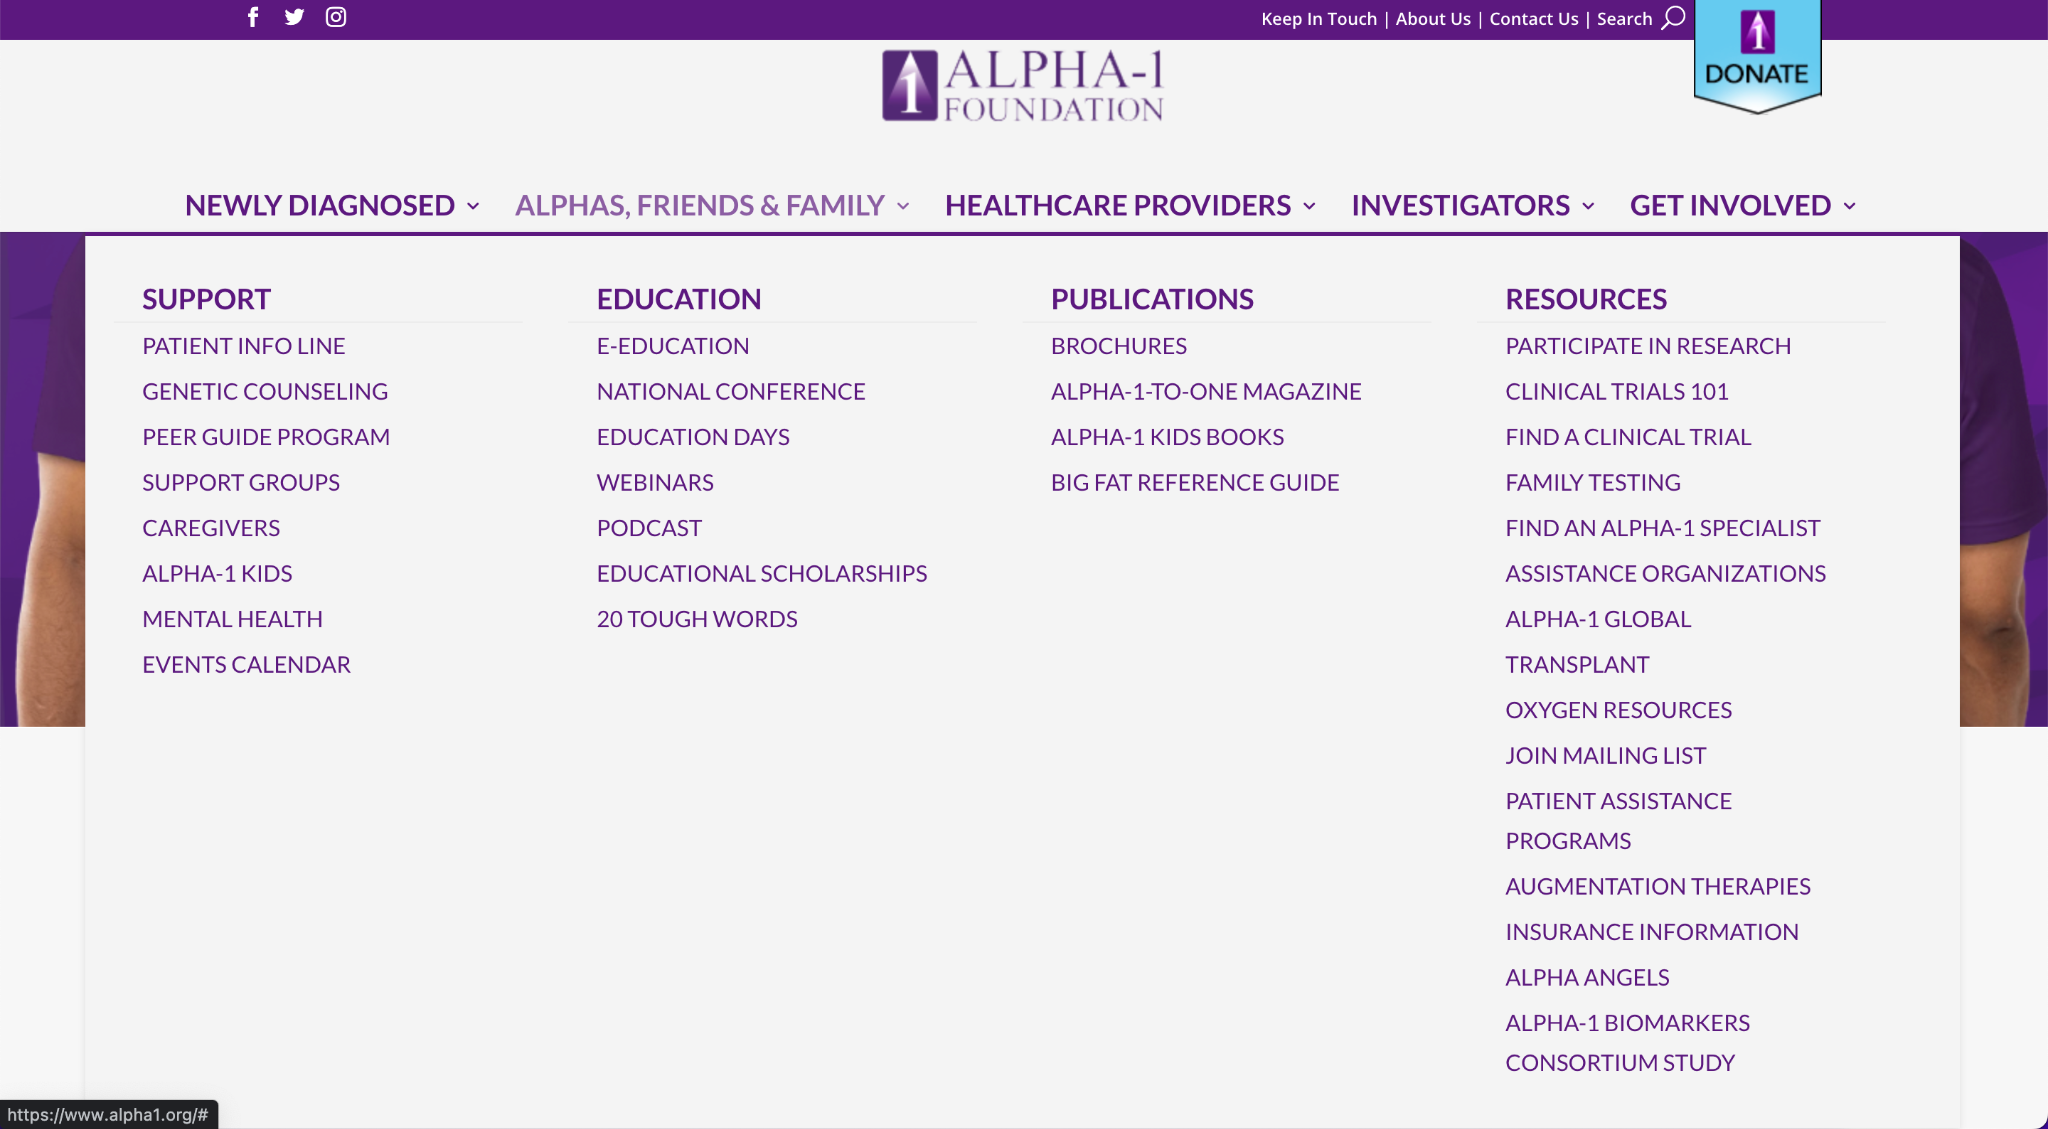 Keep In Touch | About Us | Contact Us | Search
1 DONATE
1 ALPHA-1
FOUNDATION
NEWLY DIAGNOSED
ALPHAS, FRIENDS & FAMILY
HEALTHCARE PROVIDERS
INVESTIGATORS
GET INVOLVED
SUPPORT
PATIENT INFO LINE
GENETIC COUNSELING
PEER GUIDE PROGRAM
SUPPORT GROUPS
CAREGIVERS
ALPHA-1 KIDS
MENTAL HEALTH
EVENTS CALENDAR
EDUCATION
E-EDUCATION
NATIONAL CONFERENCE
EDUCATION DAYS
WEBINARS
PODCAST
EDUCATIONAL SCHOLARSHIPS
20 TOUGH WORDS
PUBLICATIONS
BROCHURES
ALPHA-1-TO-ONE MAGAZINE
ALPHA-1 KIDS BOOKS
BIG FAT REFERENCE GUIDE
RESOURCES
PARTICIPATE IN RESEARCH
CLINICAL TRIALS 101
FIND A CLINICAL TRIAL
FAMILY TESTING
FIND AN ALPHA-1 SPECIALIST
ASSISTANCE ORGANIZATIONS
ALPHA-1 GLOBAL
TRANSPLANT
OXYGEN RESOURCES
JOIN MAILING LIST
PATIENT ASSISTANCE
PROGRAMS
AUGMENTATION THERAPIES
INSURANCE INFORMATION
ALPHA ANGELS
ALPHA-1 BIOMARKERS
CONSORTIUM STUDY
https://www.alpha1.org/#